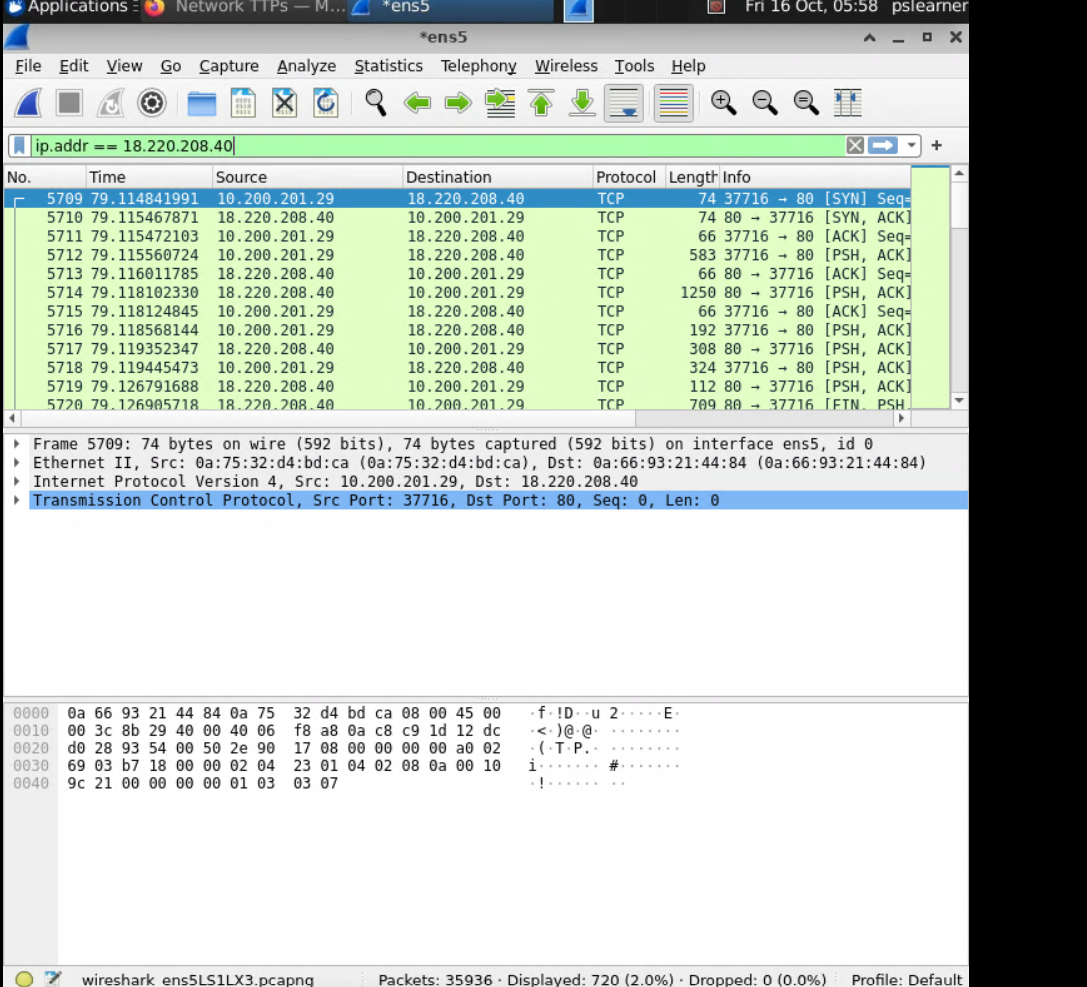 Applications : Network TTPs — M... *ens5 Fri 16 Oct, 05:58 pslearner
*ens5
File Edit View Go Capture Analyze Statistics Telephony Wireless Tools Help
ip.addr == 18.220.208.40
No. Time Source Destination Protocol Length Info
5709 79.114841991 10.200.201.29 18.220.208.40 TCP 74 37716 → 80 [SYN] Seq=
5710 79.115467871 18.220.208.40 10.200.201.29 TCP 74 80 → 37716 [SYN, ACK]
5711 79.115472103 10.200.201.29 18.220.208.40 TCP 66 37716 → 80 [ACK] Seq=
5712 79.115560724 10.200.201.29 18.220.208.40 TCP 583 37716 → 80 [PSH, ACK]
5713 79.116011785 18.220.208.40 10.200.201.29 TCP 66 80 → 37716 [ACK] Seq=
5714 79.118102330 18.220.208.40 10.200.201.29 TCP 1250 80 → 37716 [PSH, ACK]
5715 79.118124845 10.200.201.29 18.220.208.40 TCP 66 37716 → 80 [ACK] Seq=
5716 79.118568144 10.200.201.29 18.220.208.40 TCP 192 37716 → 80 [PSH, ACK]
5717 79.119352347 18.220.208.40 10.200.201.29 TCP 308 80 → 37716 [PSH, ACK]
5718 79.119445473 10.200.201.29 18.220.208.40 TCP 324 37716 → 80 [PSH, ACK]
5719 79.126791688 18.220.208.40 10.200.201.29 TCP 112 80 → 37716 [PSH, ACK]
5720 79.126905718 18.220.208.40 10.200.201.29 TCP 709 80 → 37716 [FIN, PSH,
Frame 5709: 74 bytes on wire (592 bits), 74 bytes captured (592 bits) on interface ens5, id 0
Ethernet II, Src: 0a:75:32:d4:bd:ca (0a:75:32:d4:bd:ca), Dst: 0a:66:93:21:44:84 (0a:66:93:21:44:84)
Internet Protocol Version 4, Src: 10.200.201.29, Dst: 18.220.208.40
Transmission Control Protocol, Src Port: 37716, Dst Port: 80, Seq: 0, Len: 0
0000 0a 66 93 21 44 84 0a 75 32 d4 bd ca 08 00 45 00 ·f·!D··u 2·····E·
0010 00 3c 8b 29 40 00 40 06 f8 a8 0a c8 c9 1d 12 dc ·<·)@·@· ········
0020 d0 28 93 54 00 50 2e 90 17 08 00 00 00 00 a0 02 ·(·T·P.· ········
0030 69 03 b7 18 00 00 02 04 23 01 04 02 08 0a 00 10 i······· #·······
0040 9c 21 00 00 00 00 01 03 03 07 ·!······ ··
wireshark_ens5LS1LX3.pcapng Packets: 35936 · Displayed: 720 (2.0%) · Dropped: 0 (0.0%) Profile: Default